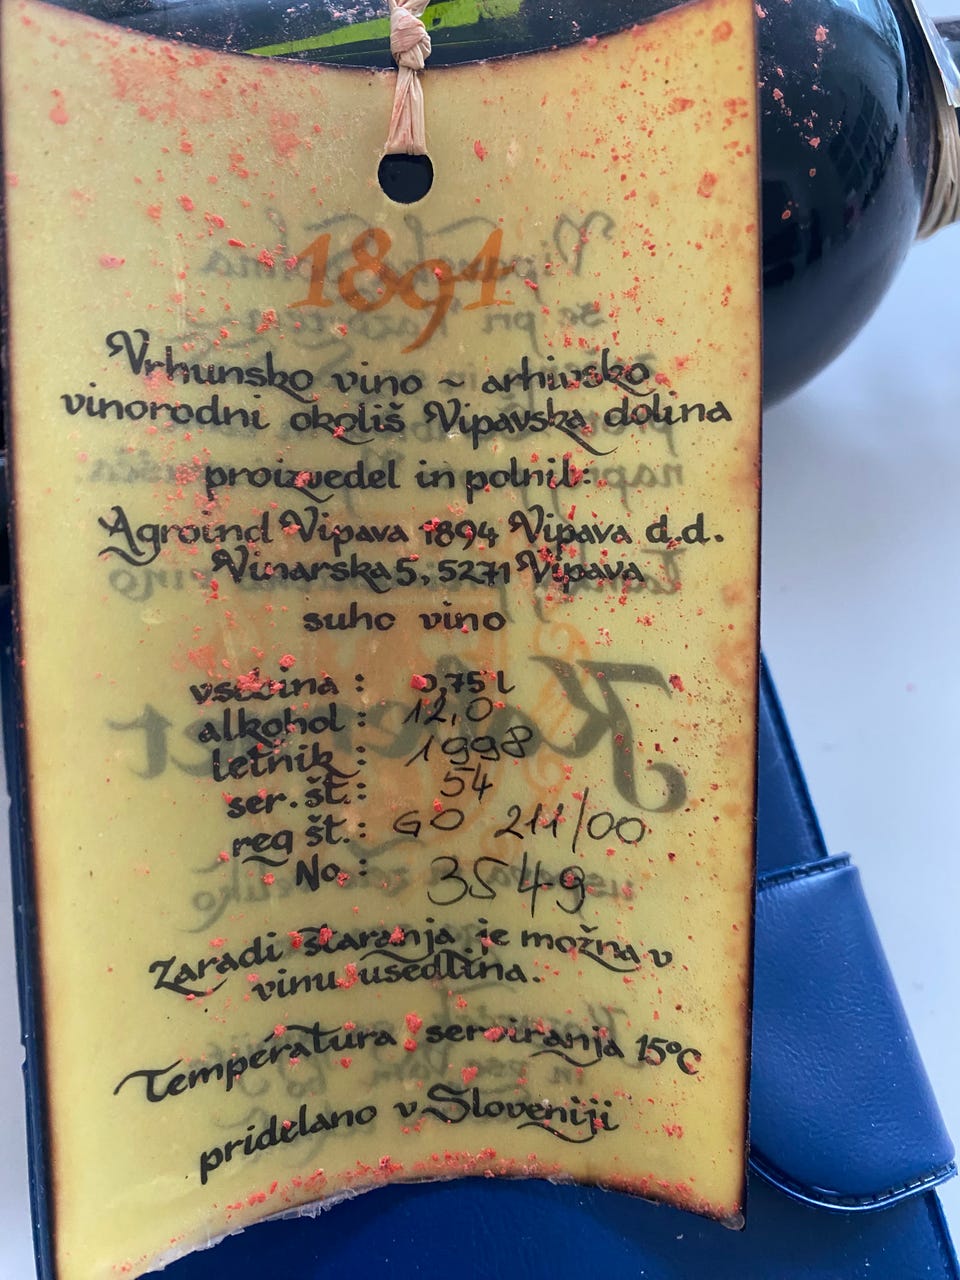 1891
Vrhunsko vino ~ arhivsko
vinorodni okoliš Vipavska dolina
proizvedel in polnil:
Agroind Vipava 1894 Vipava d.d.
Vinarska 5, 5271 Vipava
suho vino
vsebina : 0,75 l
alkohol : 12,0
letnik : 1998
ser. št.: 54
reg št.: GO 211/00
No.: 3549
Zaradi staranja je možna v
vinu usedlina.
Temperatura serviranja 15°C
pridelano v Sloveniji